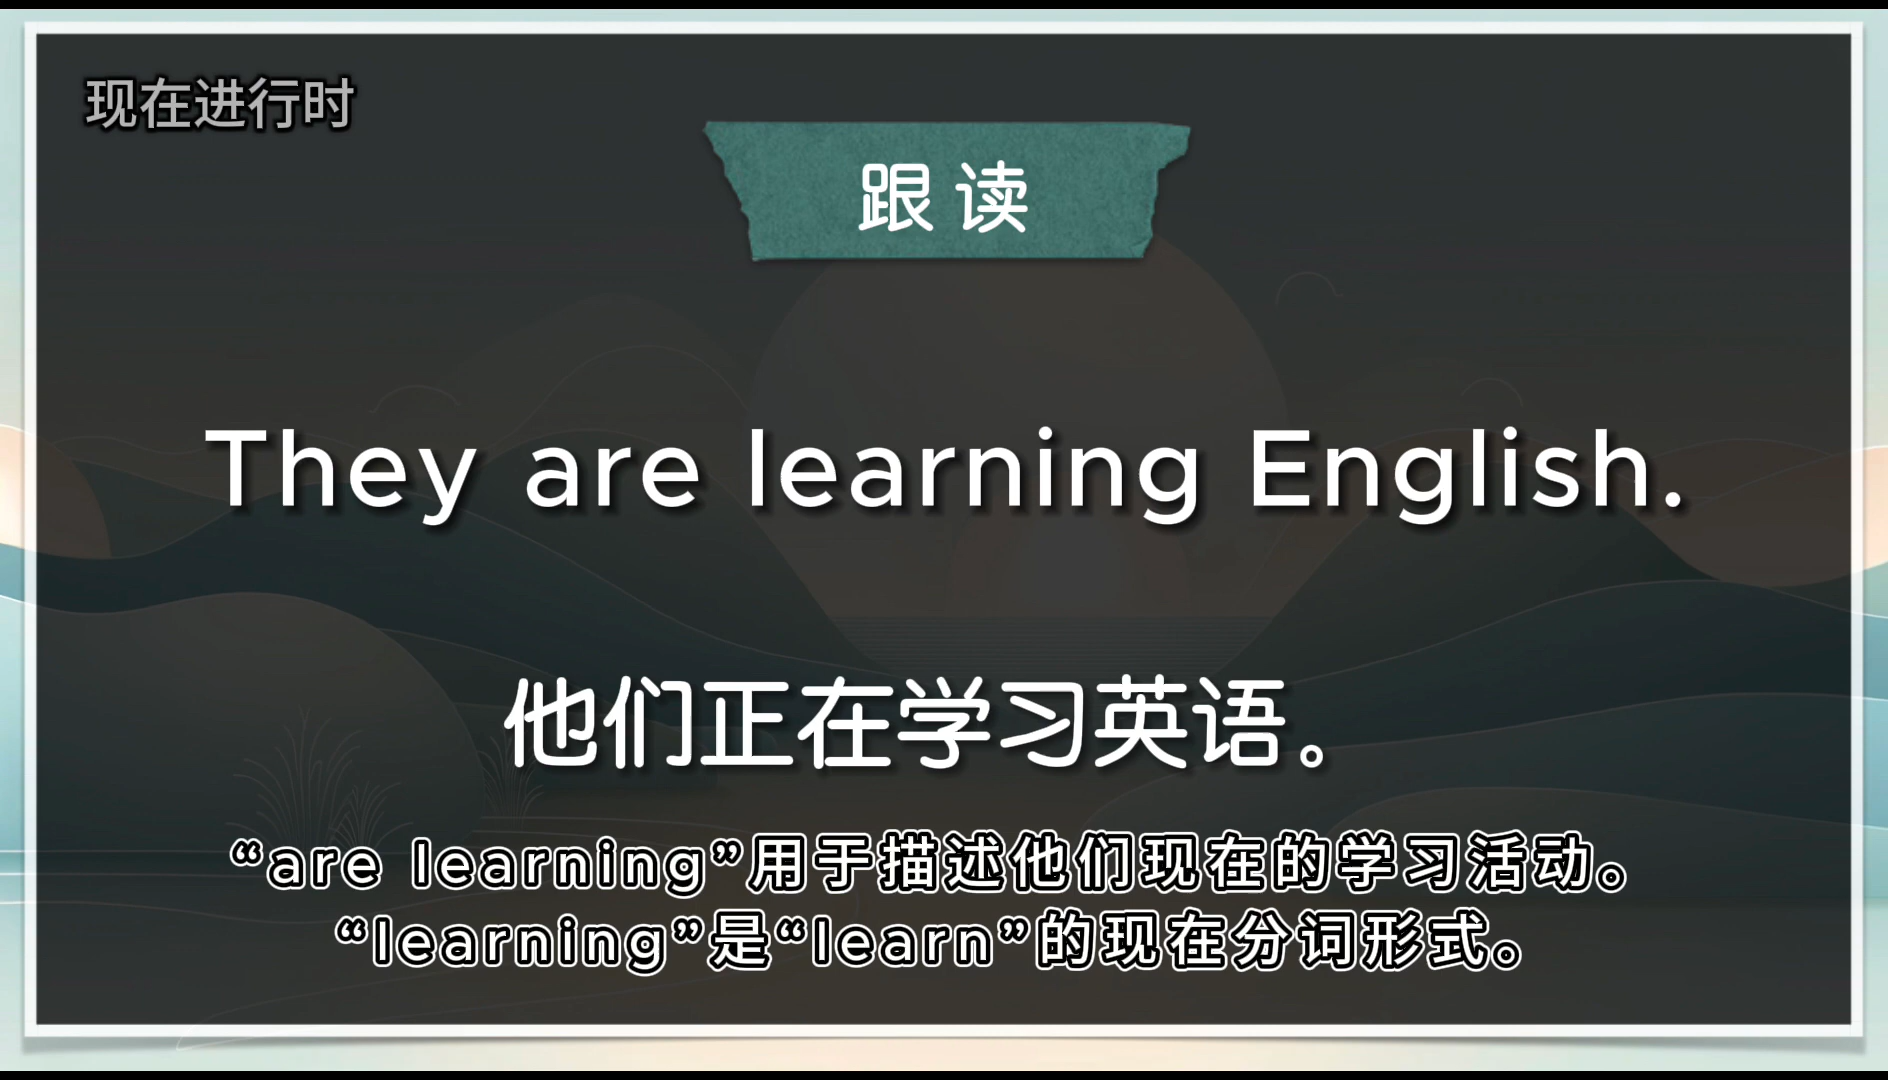 现在进行时
跟读
They are learning English.
他们正在学习英语。
“are learning”用于描述他们现在的学习活动。
“learning”是“learn”的现在分词形式。